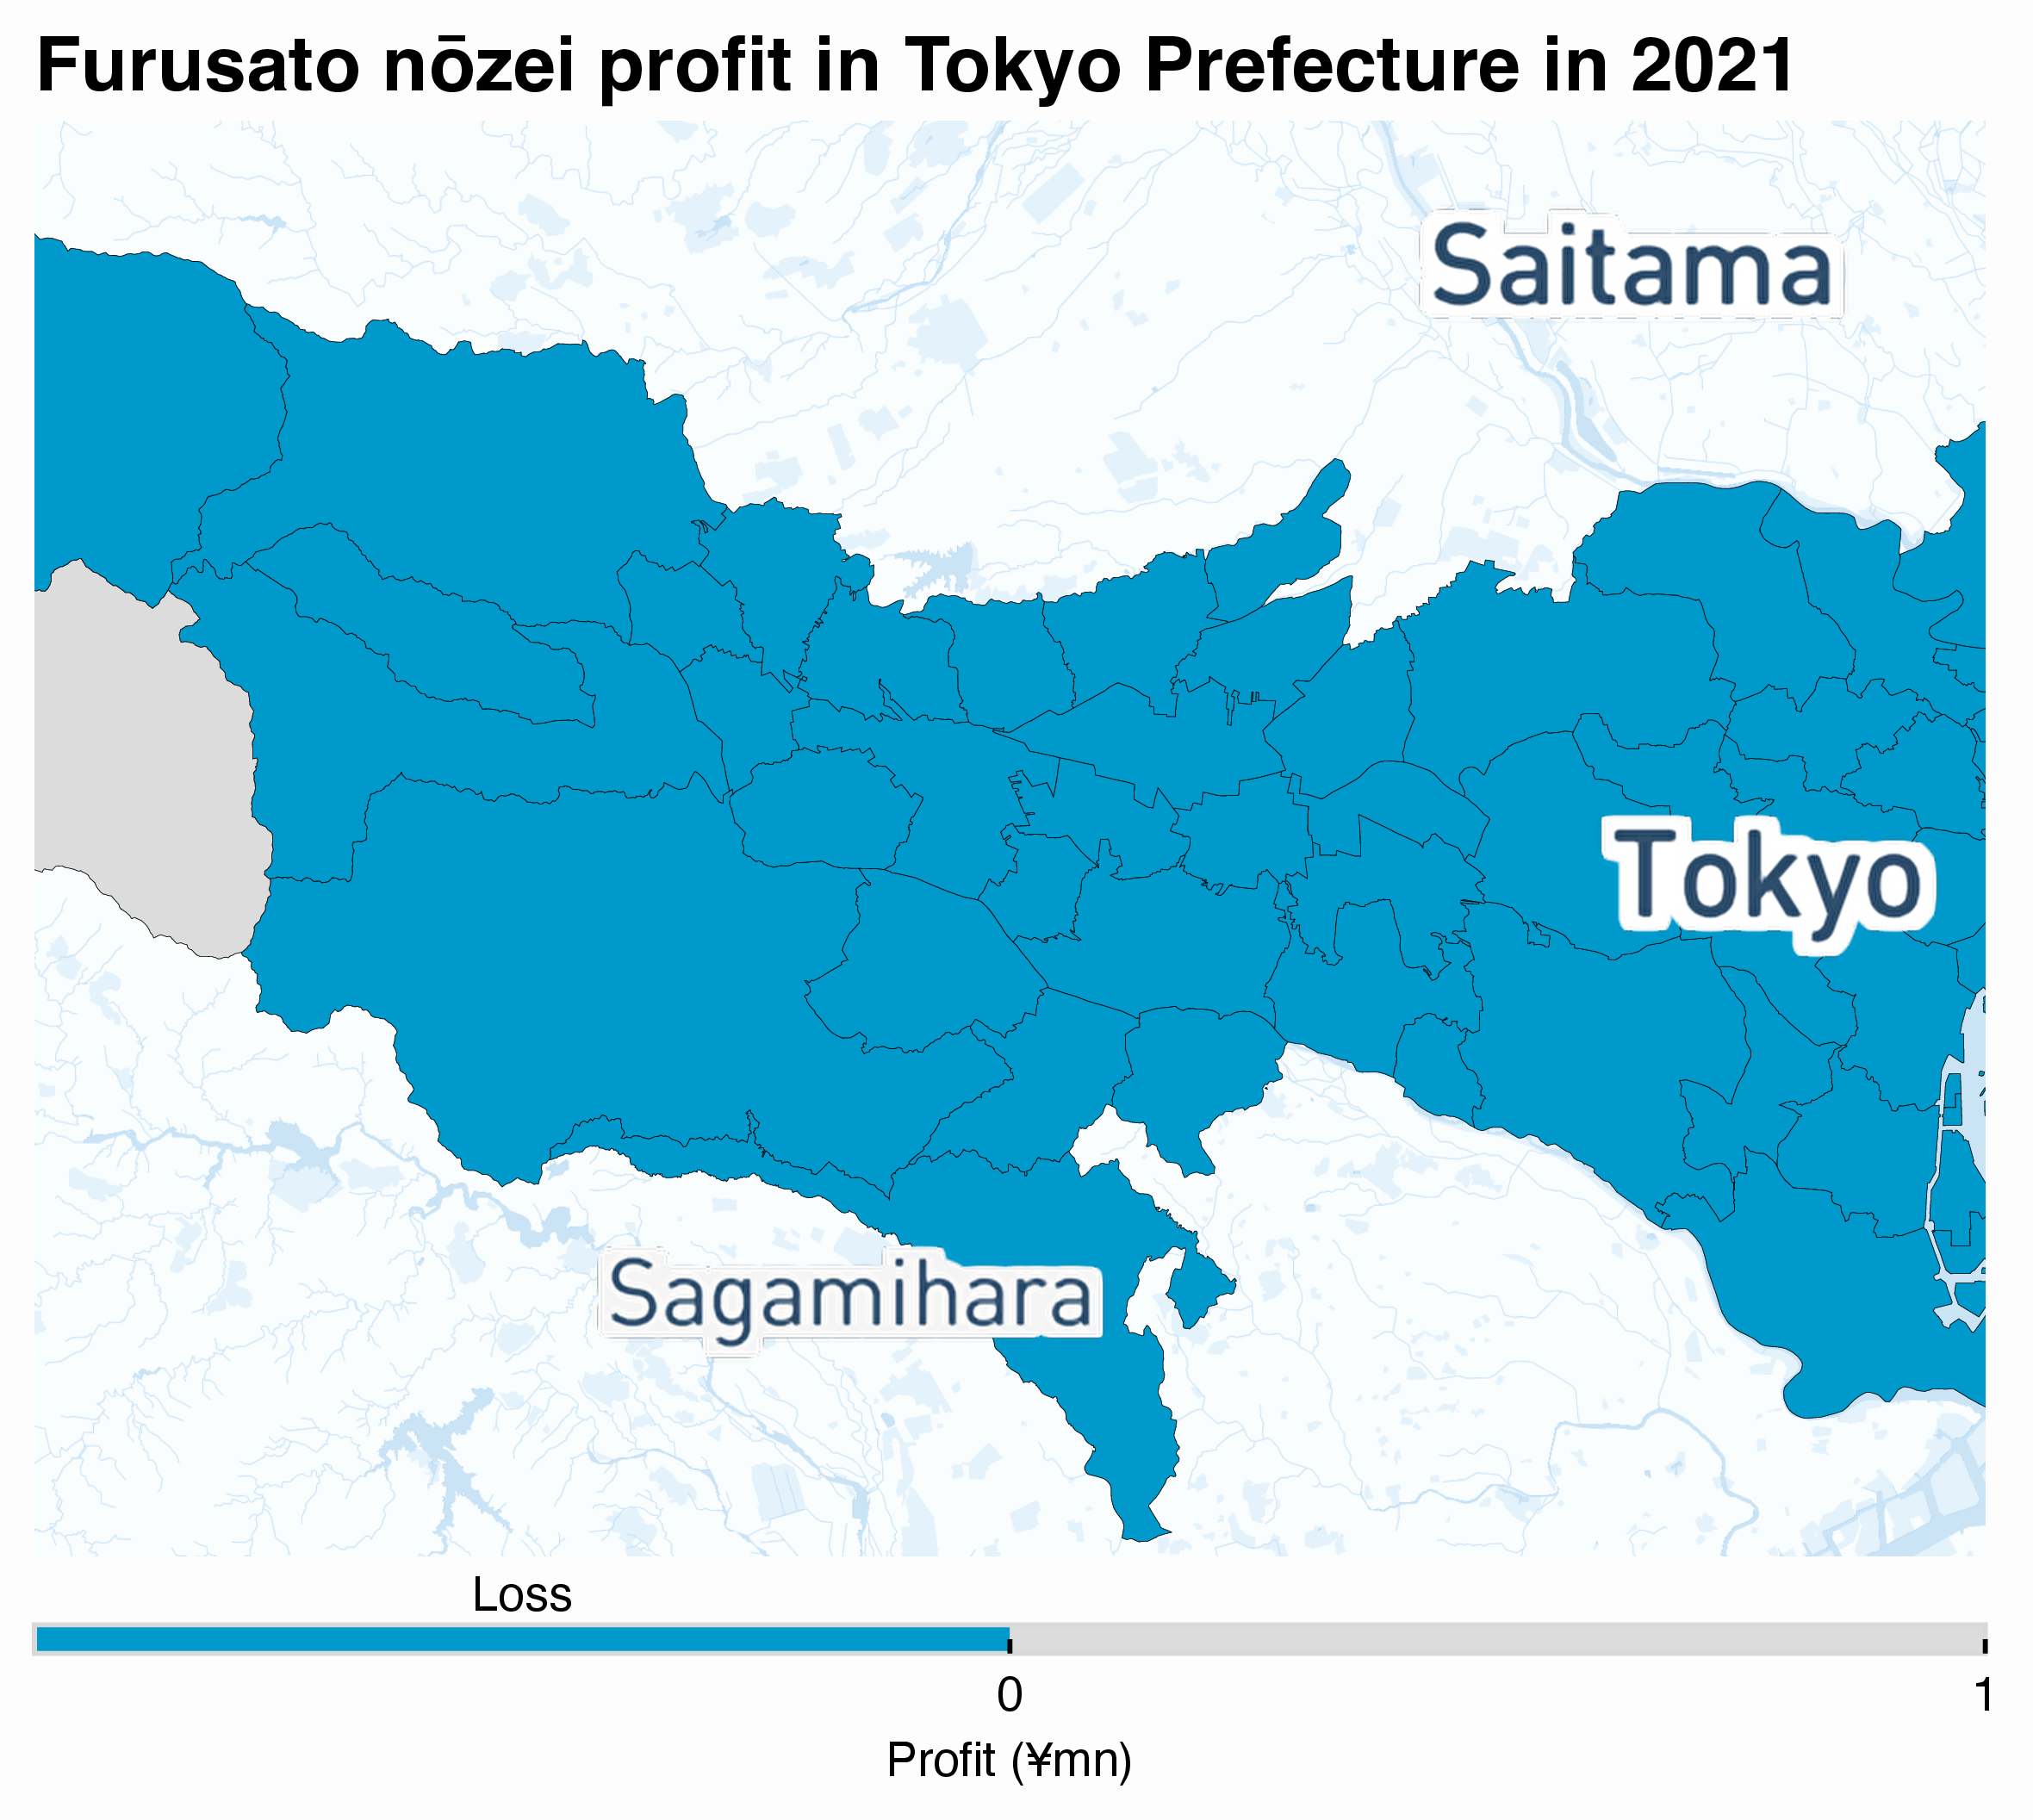 Furusato nōzei profit in Tokyo Prefecture in 2021
Saitama
Tokyo
Sagamihara
Loss
0 1
Profit (¥mn)